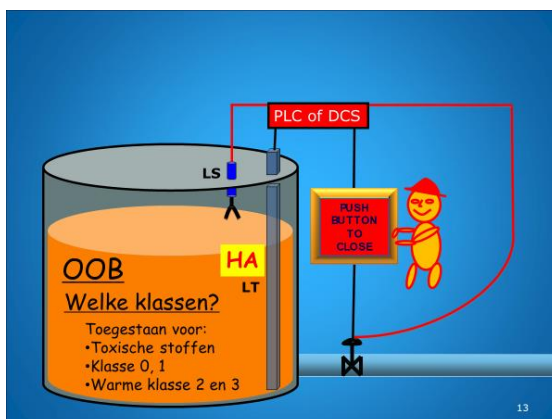 PLC of DCS
LS
PUSH
BUTTON
TO
CLOSE
HA
LT
OOB
Welke klassen?
Toegestaan voor:
•Toxische stoffen
•Klasse 0, 1
•Warme klasse 2 en 3
13